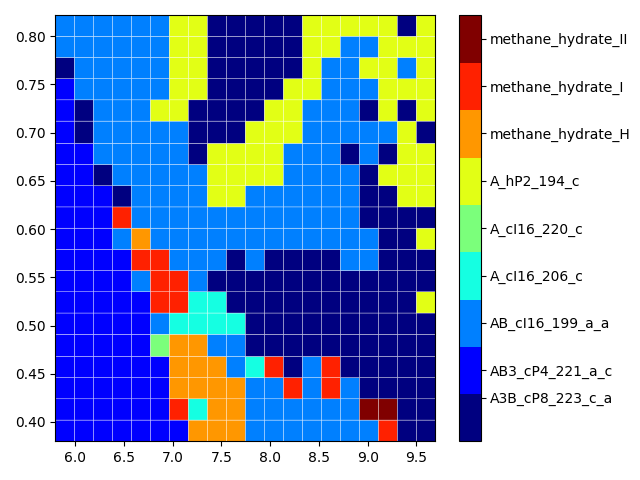 0.80
0.75
0.70
0.65
0.60
0.55
0.50
0.45
0.40
6.0 6.5 7.0 7.5 8.0 8.5 9.0 9.5
methane_hydrate_II
methane_hydrate_I
methane_hydrate_H
A_hP2_194_c
A_cI16_220_c
A_cI16_206_c
AB_cI16_199_a_a
AB3_cP4_221_a_c
A3B_cP8_223_c_a